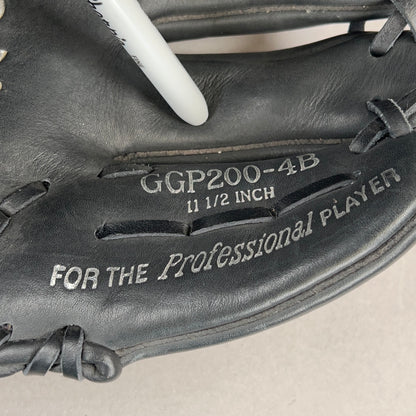 GGP200-4B
11 1/2 INCH
FOR THE Professional PLAYER